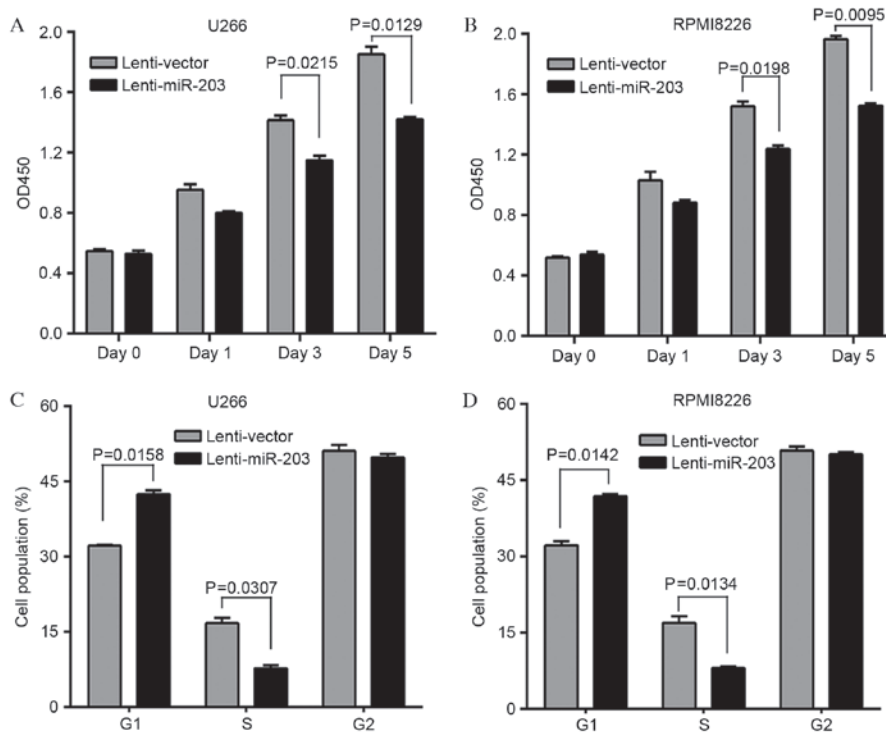 A
U266
Lenti-vector
Lenti-miR-203
P=0.0215
P=0.0129
OD450
2.0
1.6
1.2
0.8
0.4
0.0
Day 0
Day 1
Day 3
Day 5
B
RPMI8226
Lenti-vector
Lenti-miR-203
P=0.0198
P=0.0095
OD450
2.0
1.6
1.2
0.8
0.4
0.0
Day 0
Day 1
Day 3
Day 5
C
U266
Lenti-vector
Lenti-miR-203
P=0.0158
P=0.0307
Cell population (%)
60
45
30
15
0
G1
S
G2
D
RPMI8226
Lenti-vector
Lenti-miR-203
P=0.0142
P=0.0134
Cell population (%)
60
45
30
15
0
G1
S
G2